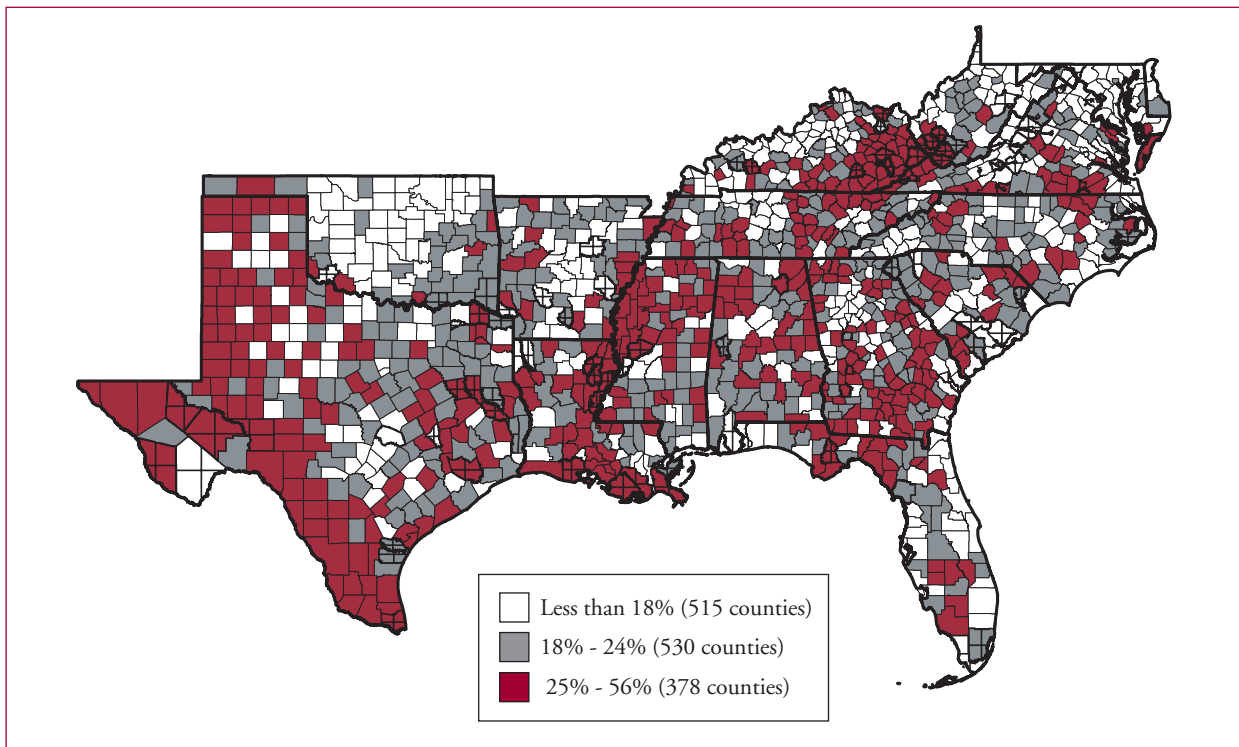 Less than 18% (515 counties)
18% - 24% (530 counties)
25% - 56% (378 counties)